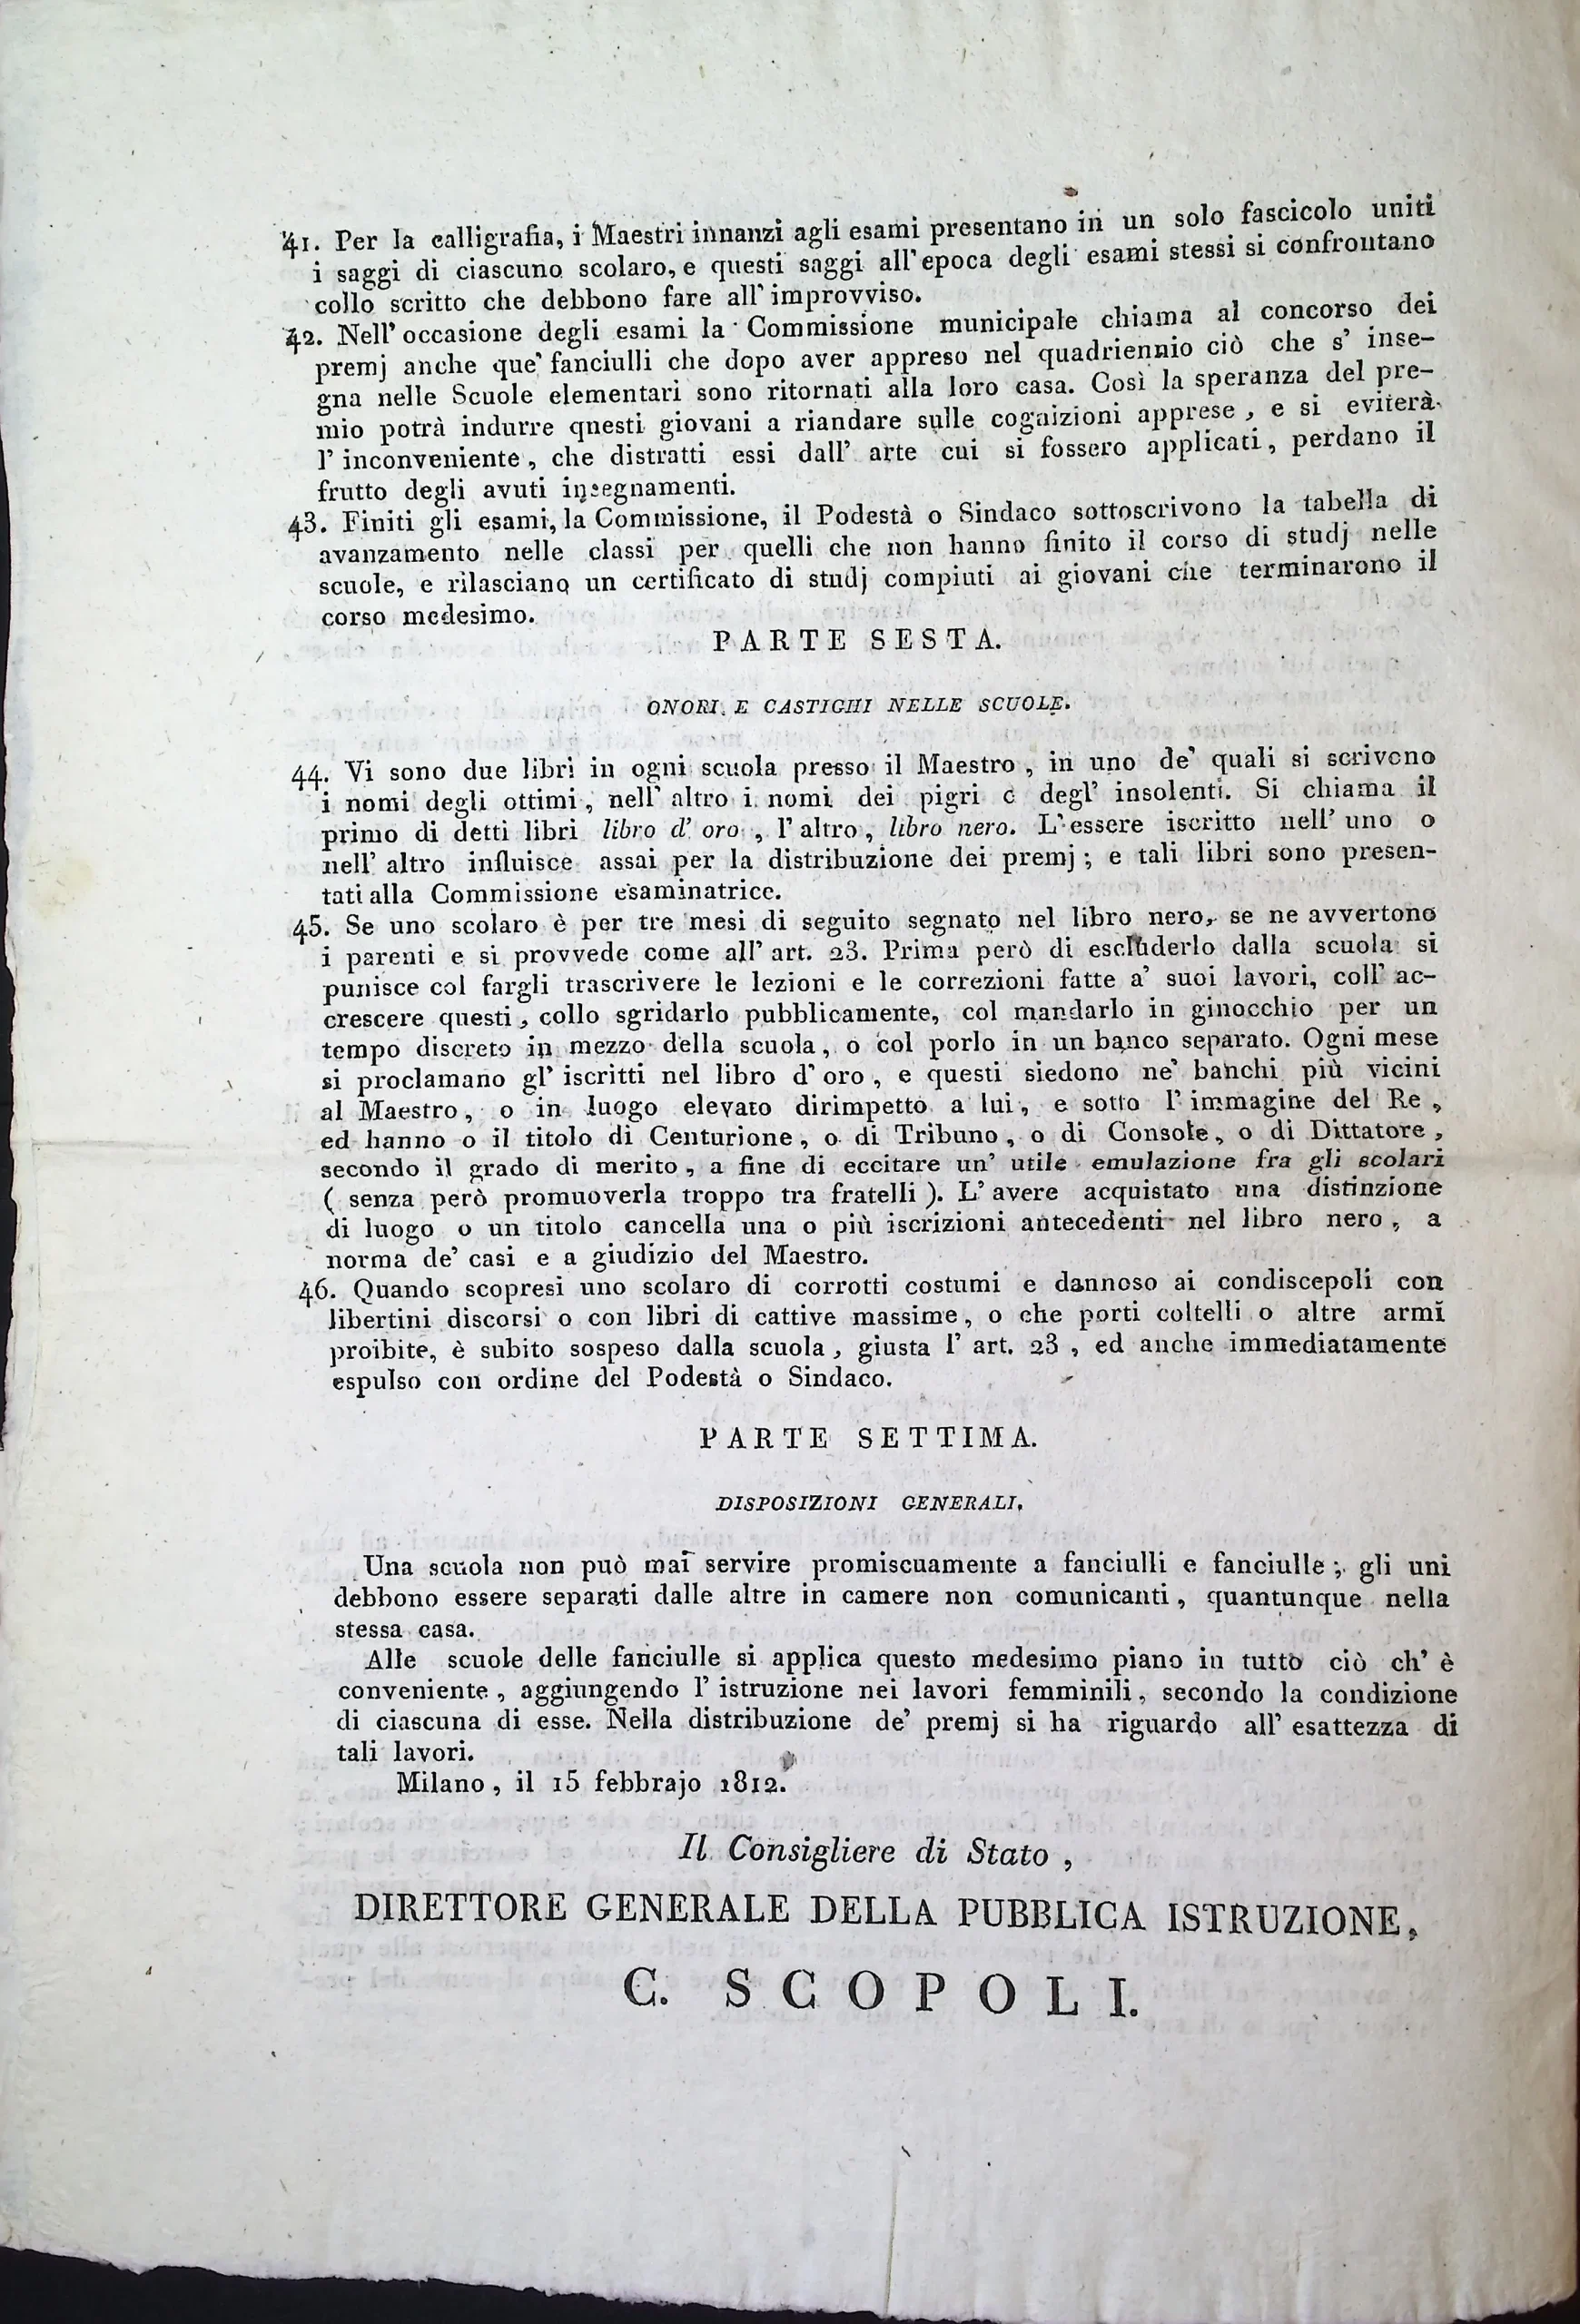 41. Per la calligrafia, i Maestri innanzi agli esami presentano in un solo fascicolo uniti
i saggi di ciascuno scolaro, e questi saggi all' epoca degli esami stessi si confrontano
collo scritto che debbono fare all' improvviso.
42. Nell' occasione degli esami la Commissione municipale chiama al concorso dei
premj anche que' fanciulli che dopo aver appreso nel quadriennio ciò che s' inse-
gna nelle Scuole elementari sono ritornati alla loro casa. Così la speranza del pre-
mio potrà indurre questi giovani a riandare sulle cognizioni apprese, e si eviterà
l' inconveniente, che distratti essi dall' arte cui si fossero applicati, perdano il
frutto degli avuti insegnamenti.
43. Finiti gli esami, la Commissione, il Podestà o Sindaco sottoscrivono la tabella di
avanzamento nelle classi per quelli che non hanno finito il corso di studj nelle
scuole, e rilasciano un certificato di studj compiuti ai giovani che terminarono il
corso medesimo.
PARTE SESTA.
ONORI E CASTIGHI NELLE SCUOLE.
44. Vi sono due libri in ogni scuola presso il Maestro, in uno de' quali si scrivono
i nomi degli ottimi, nell' altro i nomi dei pigri e degl' insolenti. Si chiama il
primo di detti libri libro d' oro, l' altro, libro nero. L' essere iscritto nell' uno o
nell' altro influisce assai per la distribuzione dei premj; e tali libri sono presen-
tati alla Commissione esaminatrice.
45. Se uno scolaro è per tre mesi di seguito segnato nel libro nero, se ne avvertono
i parenti e si provvede come all' art. 23. Prima però di escluderlo dalla scuola si
punisce col fargli trascrivere le lezioni e le correzioni fatte a' suoi lavori, coll' ac-
crescere questi, collo sgridarlo pubblicamente, col mandarlo in ginocchio per un
tempo discreto in mezzo della scuola, o col porlo in un banco separato. Ogni mese
si proclamano gl' iscritti nel libro d' oro, e questi siedono ne' banchi più vicini
al Maestro, o in luogo elevato dirimpetto a lui, e sotto l' immagine del Re,
ed hanno o il titolo di Centurione, o di Tribuno, o di Console, o di Dittatore,
secondo il grado di merito, a fine di eccitare un' utile emulazione fra gli scolari
( senza però promuoverla troppo tra fratelli ). L' avere acquistato una distinzione
di luogo o un titolo cancella una o più iscrizioni antecedenti nel libro nero, a
norma de' casi e a giudizio del Maestro.
46. Quando scopresi uno scolaro di corrotti costumi e dannoso ai condiscepoli con
libertini discorsi o con libri di cattive massime, o che porti coltelli o altre armi
proibite, è subito sospeso dalla scuola, giusta l' art. 23, ed anche immediatamente
espulso con ordine del Podestà o Sindaco.
PARTE SETTIMA.
DISPOSIZIONI GENERALI.
Una scuola non può mai servire promiscuamente a fanciulli e fanciulle; gli uni
debbono essere separati dalle altre in camere non comunicanti, quantunque nella
stessa casa.
Alle scuole delle fanciulle si applica questo medesimo piano in tutto ciò ch' è
conveniente, aggiungendo l' istruzione nei lavori femminili, secondo la condizione
di ciascuna di esse. Nella distribuzione de' premj si ha riguardo all' esattezza di
tali lavori.
Milano, il 15 febbrajo 1812.
Il Consigliere di Stato,
DIRETTORE GENERALE DELLA PUBBLICA ISTRUZIONE,
C. SCOPOLI.